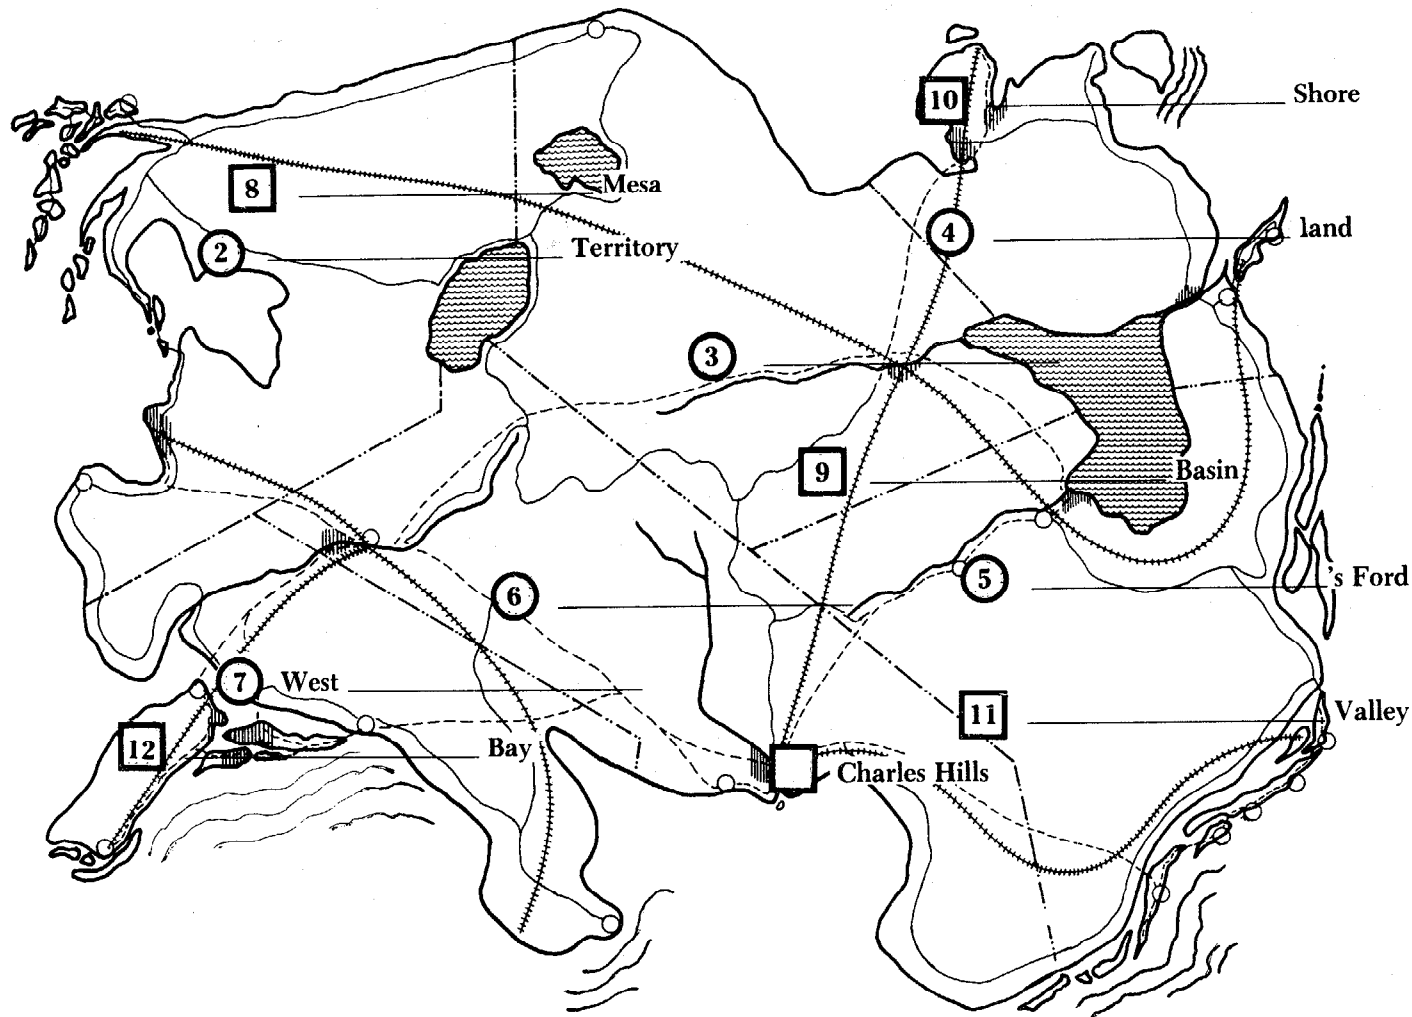 10 Shore
8 Mesa
2 Territory
4 land
3
9 Basin
5 's Ford
6
7 West
11 Valley
12 Bay
Charles Hills